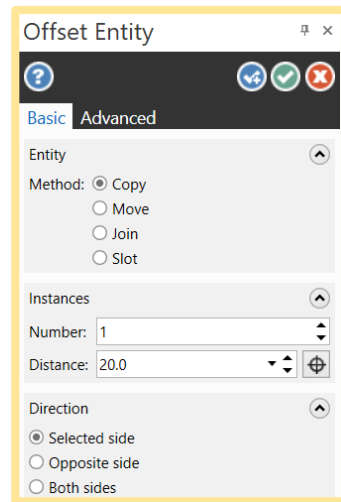 Offset Entity
?
Basic Advanced
Entity
Method: Copy
Move
Join
Slot
Instances
Number: 1
Distance: 20.0
Direction
Selected side
Opposite side
Both sides